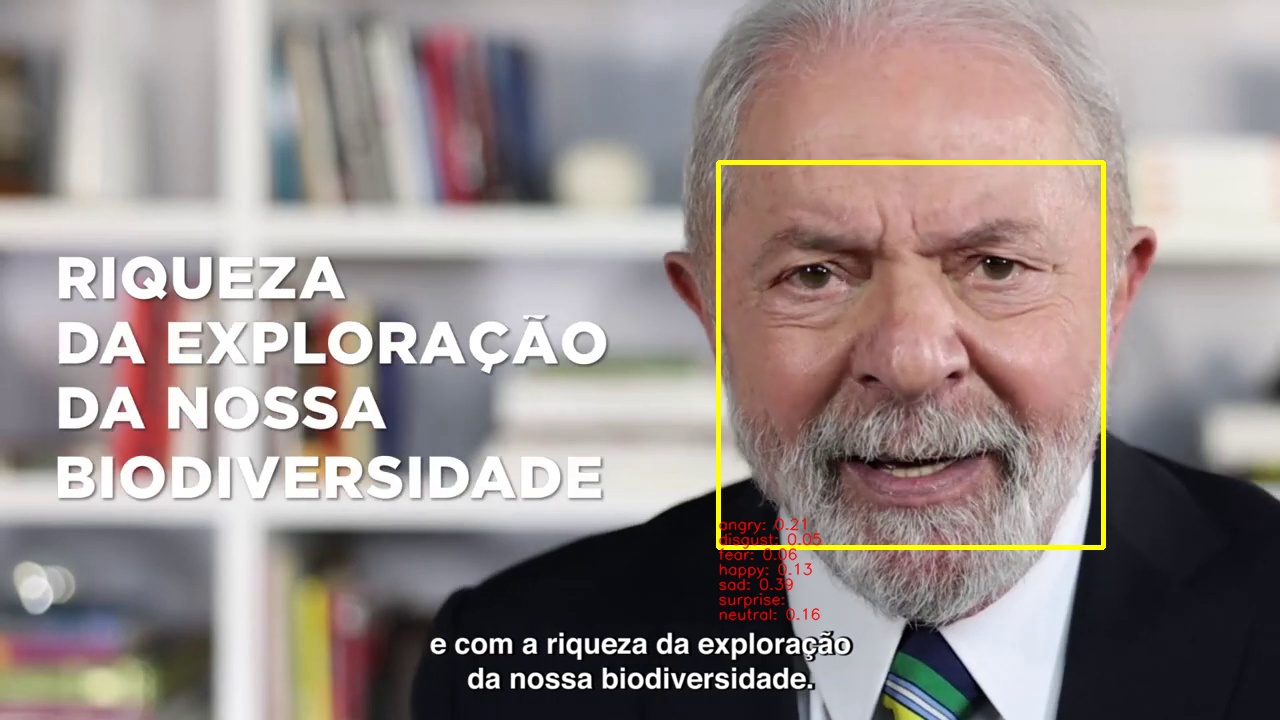 RIQUEZA
DA EXPLORAÇÃO
DA NOSSA
BIODIVERSIDADE
angry: 0.21
disgust: 0.05
fear: 0.06
happy: 0.13
sad: 0.39
surprise:
neutral: 0.16
e com a riqueza da exploração
da nossa biodiversidade.